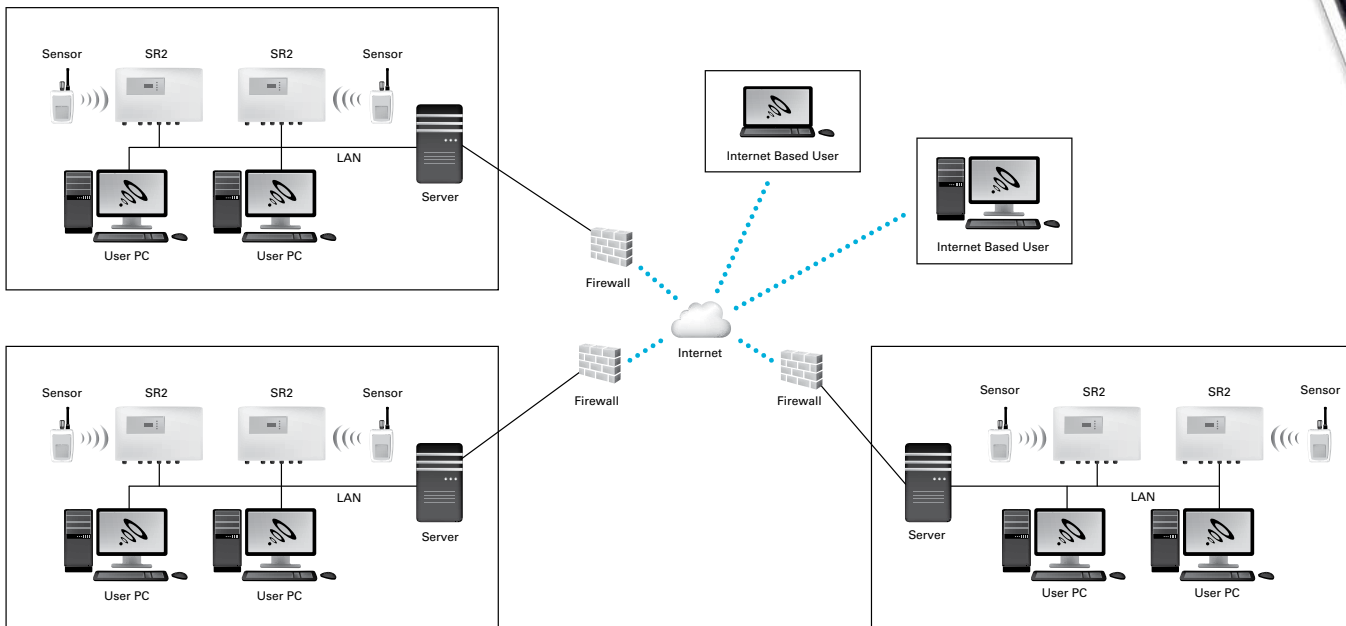 Sensor
SR2
SR2
Sensor
LAN
Server
User PC
User PC
Firewall
Internet Based User
Internet Based User
Internet
Sensor
SR2
SR2
Sensor
LAN
Server
User PC
User PC
Firewall
Firewall
Sensor
SR2
SR2
Sensor
LAN
Server
User PC
User PC